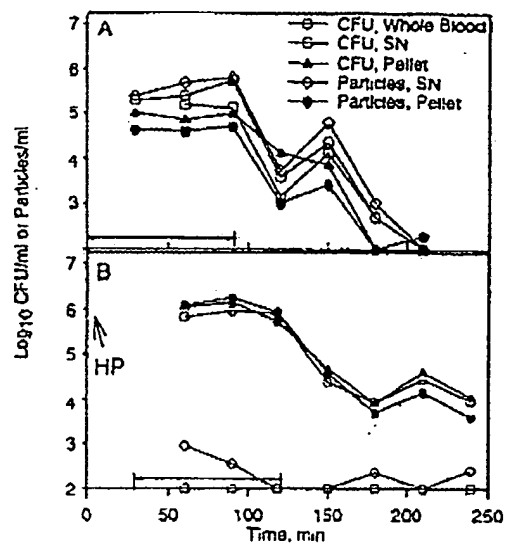 7
A
CFU, Whole Blood
CFU, SN
6
CFU, Pellet
Particles, SN
5
Particles, Pellet
4
3
Log10 CFU/ml or Particles/ml
7
B
6
HP
5
4
3
2
0
50
100
150
200
250
Time, min